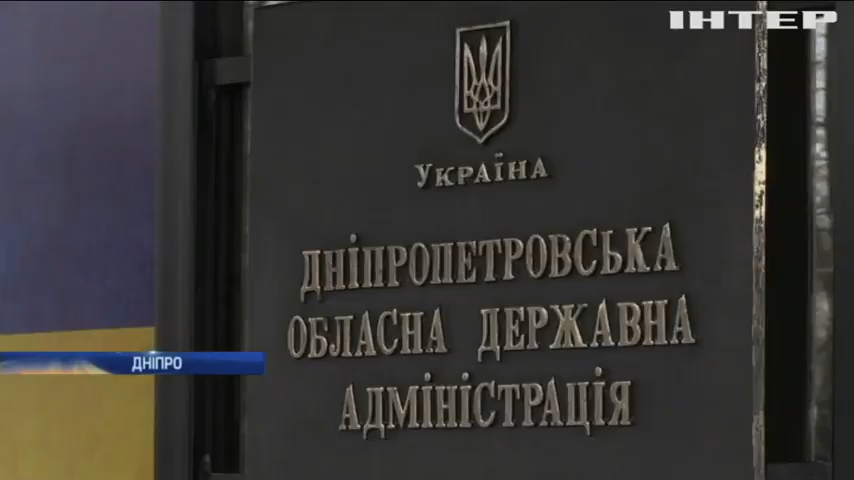 ІНТЕР
УКРАЇНА
ДНІПРОПЕТРОВСЬКА
ОБЛАСНА ДЕРЖАВНА
АДМІНІСТРАЦІЯ
ДНІПРО